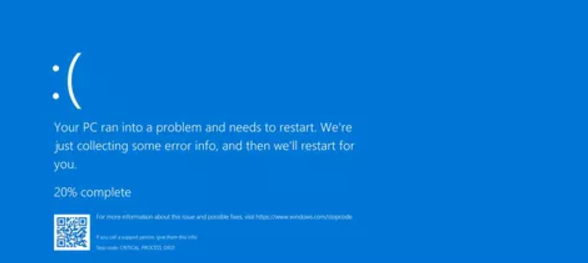 :(
Your PC ran into a problem and needs to restart. We're
just collecting some error info, and then we'll restart for
you.
20% complete
For more information about this issue and possible fixes, visit https://www.windows.com/stopcode
If you call a support person, give them this info:
Stop code: CRITICAL_PROCESS_DIED